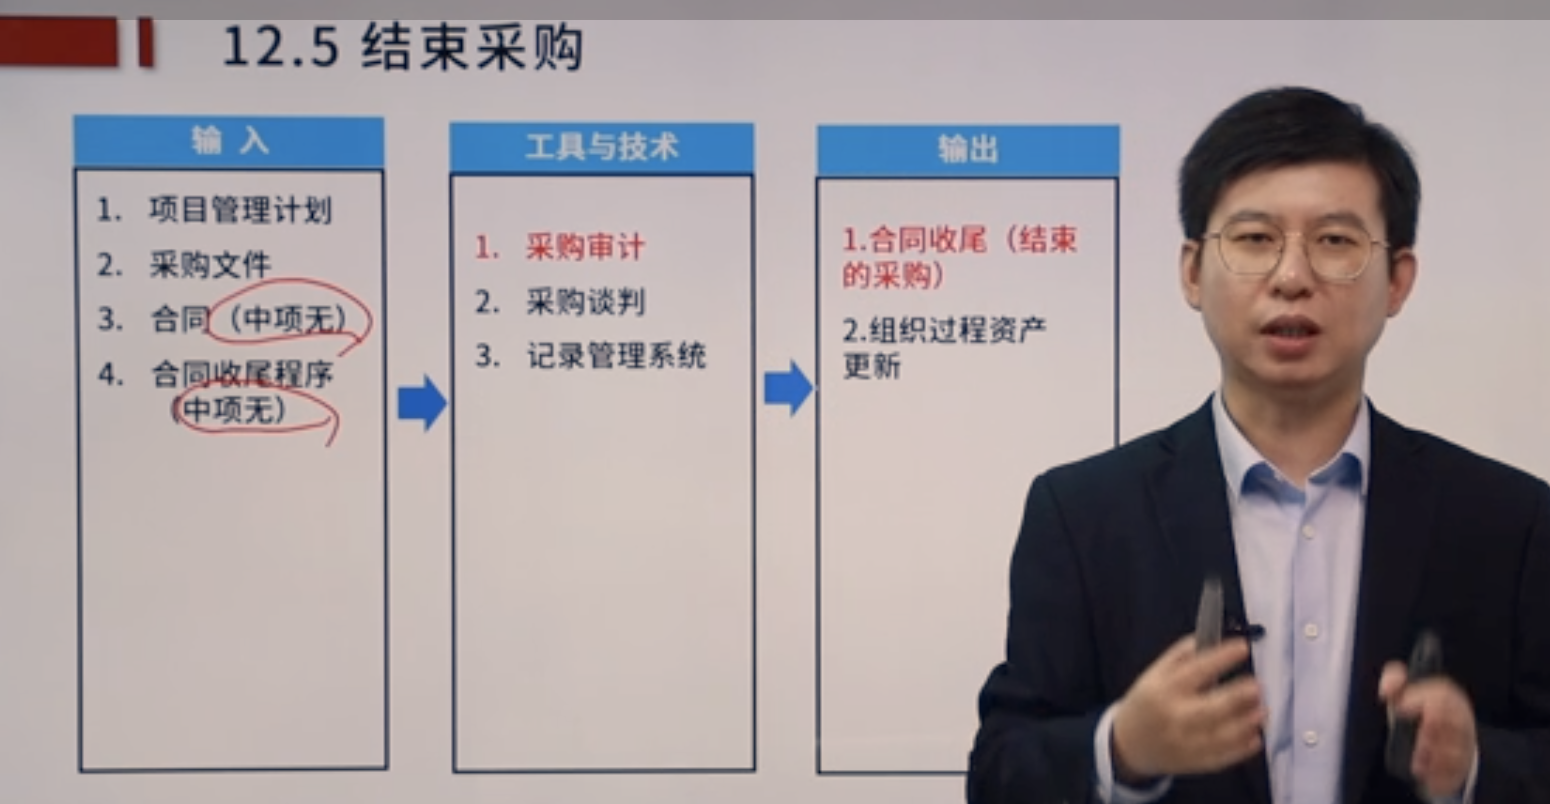 12.5 结束采购
输 入
1. 项目管理计划
2. 采购文件
3. 合同（中项无）
4. 合同收尾程序
（中项无）
工具与技术
1. 采购审计
2. 采购谈判
3. 记录管理系统
输出
1.合同收尾（结束
的采购）
2.组织过程资产
更新